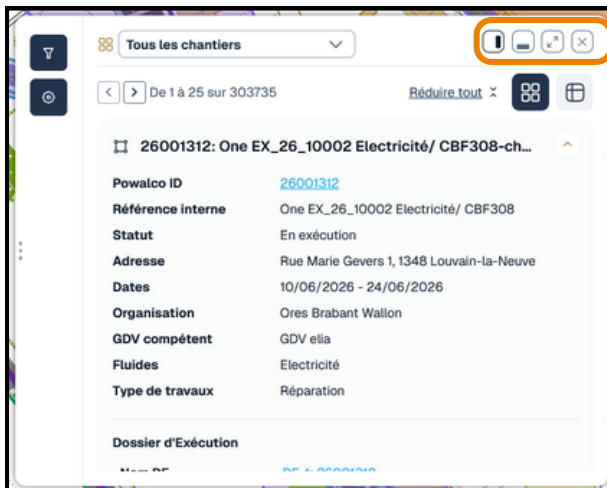 Tous les chantiers
De 1 à 25 sur 303735
Réduire tout
26001312: One EX_26_10002 Electricité/ CBF308-ch...
Powalco ID 26001312
Référence interne One EX_26_10002 Electricité/ CBF308
Statut En exécution
Adresse Rue Marie Gevers 1, 1348 Louvain-la-Neuve
Dates 10/06/2026 - 24/06/2026
Organisation Ores Brabant Wallon
GDV compétent GDV elia
Fluides Electricité
Type de travaux Réparation
Dossier d'Exécution